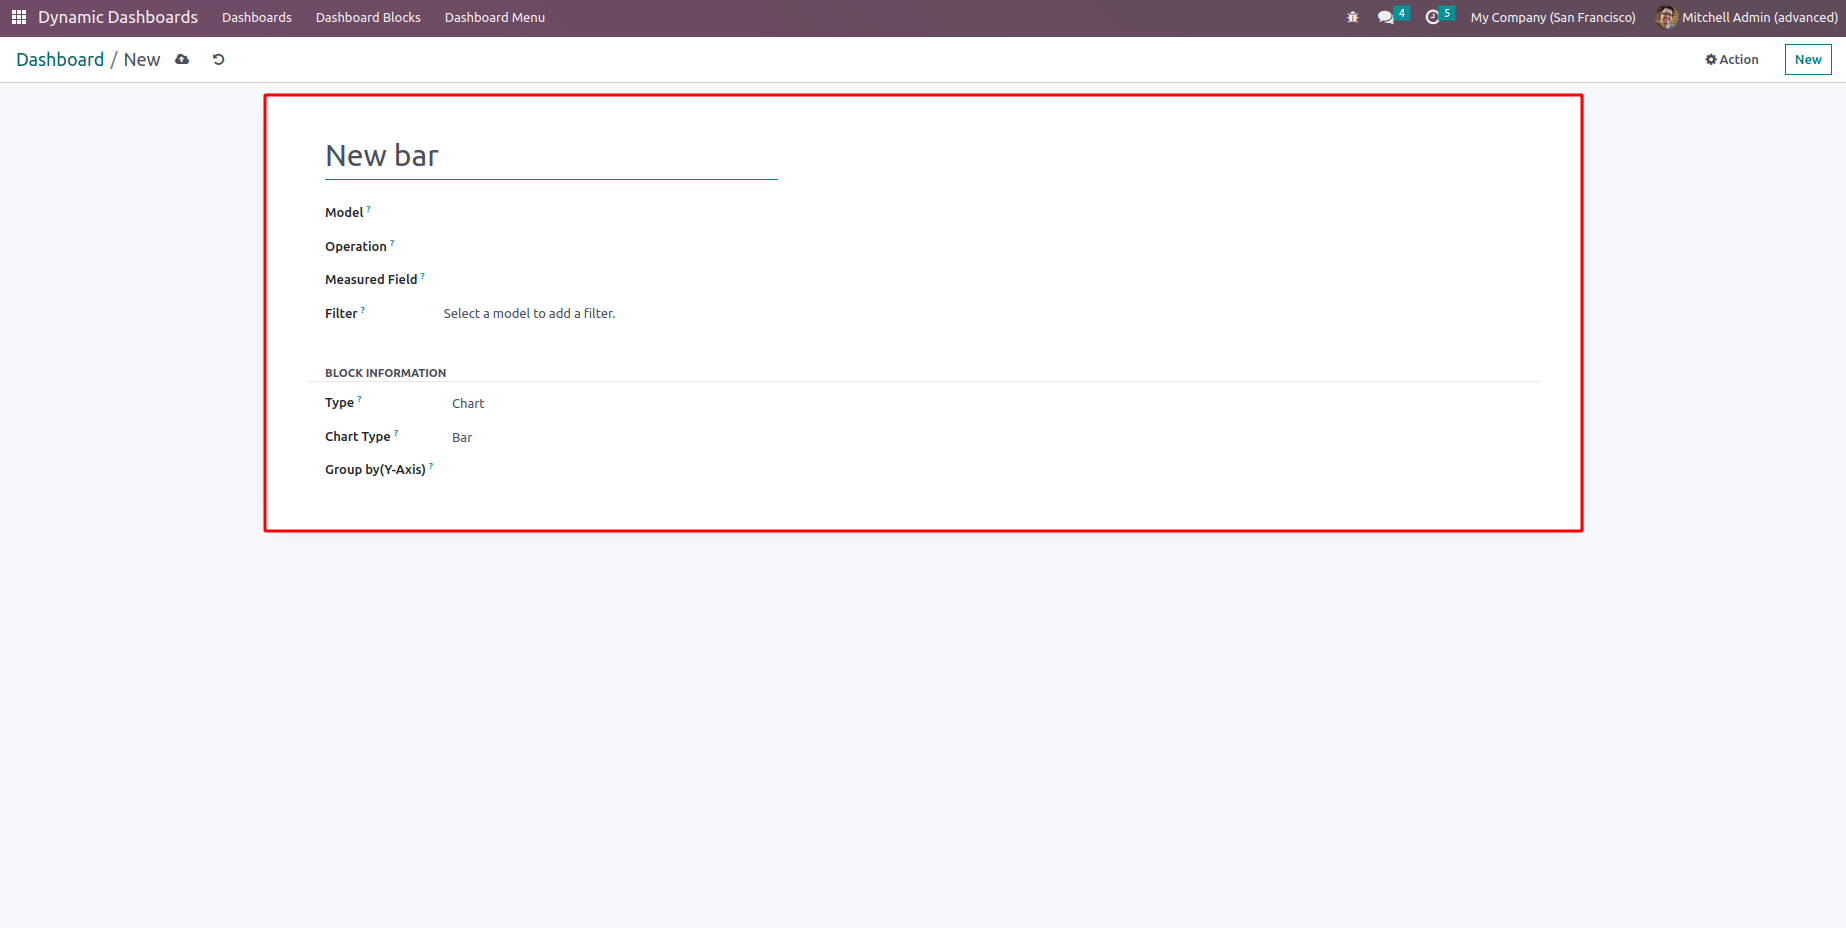 Dynamic Dashboards Dashboards Dashboard Blocks Dashboard Menu 4 5 My Company (San Francisco) Mitchell Admin (advanced)
Dashboard / New Action New
New bar
Model ?
Operation ?
Measured Field ?
Filter ? Select a model to add a filter.
BLOCK INFORMATION
Type ? Chart
Chart Type ? Bar
Group by(Y-Axis) ?